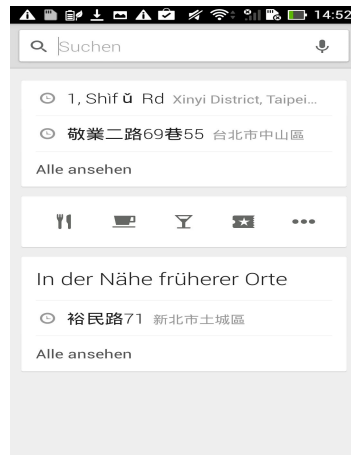 14:52
Suchen
1, Shìfǔ Rd Xinyi District, Taipei...
敬業二路69巷55 台北市中山區
Alle ansehen
In der Nähe früherer Orte
裕民路71 新北市土城區
Alle ansehen